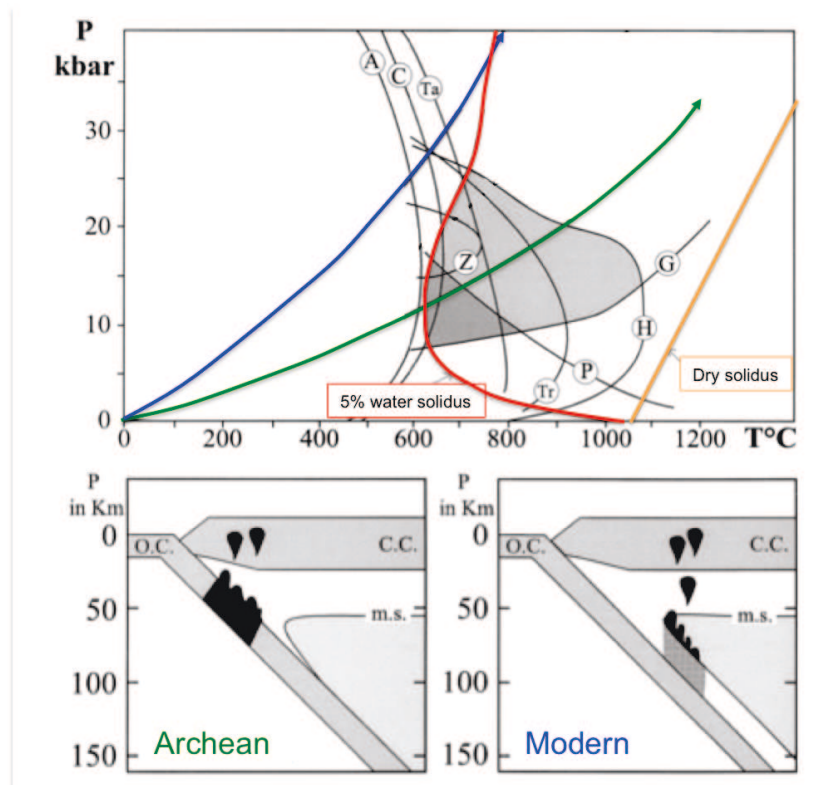 P
kbar
A
C
Ta
30
20
Z
G
10
H
P
Dry solidus
Tr
5% water solidus
0
0 200 400 600 800 1000 1200 T°C
P
in Km
0
O.C.
C.C.
50
m.s.
100
150
Archean
P
in Km
0
O.C.
C.C.
50
m.s.
100
150
Modern